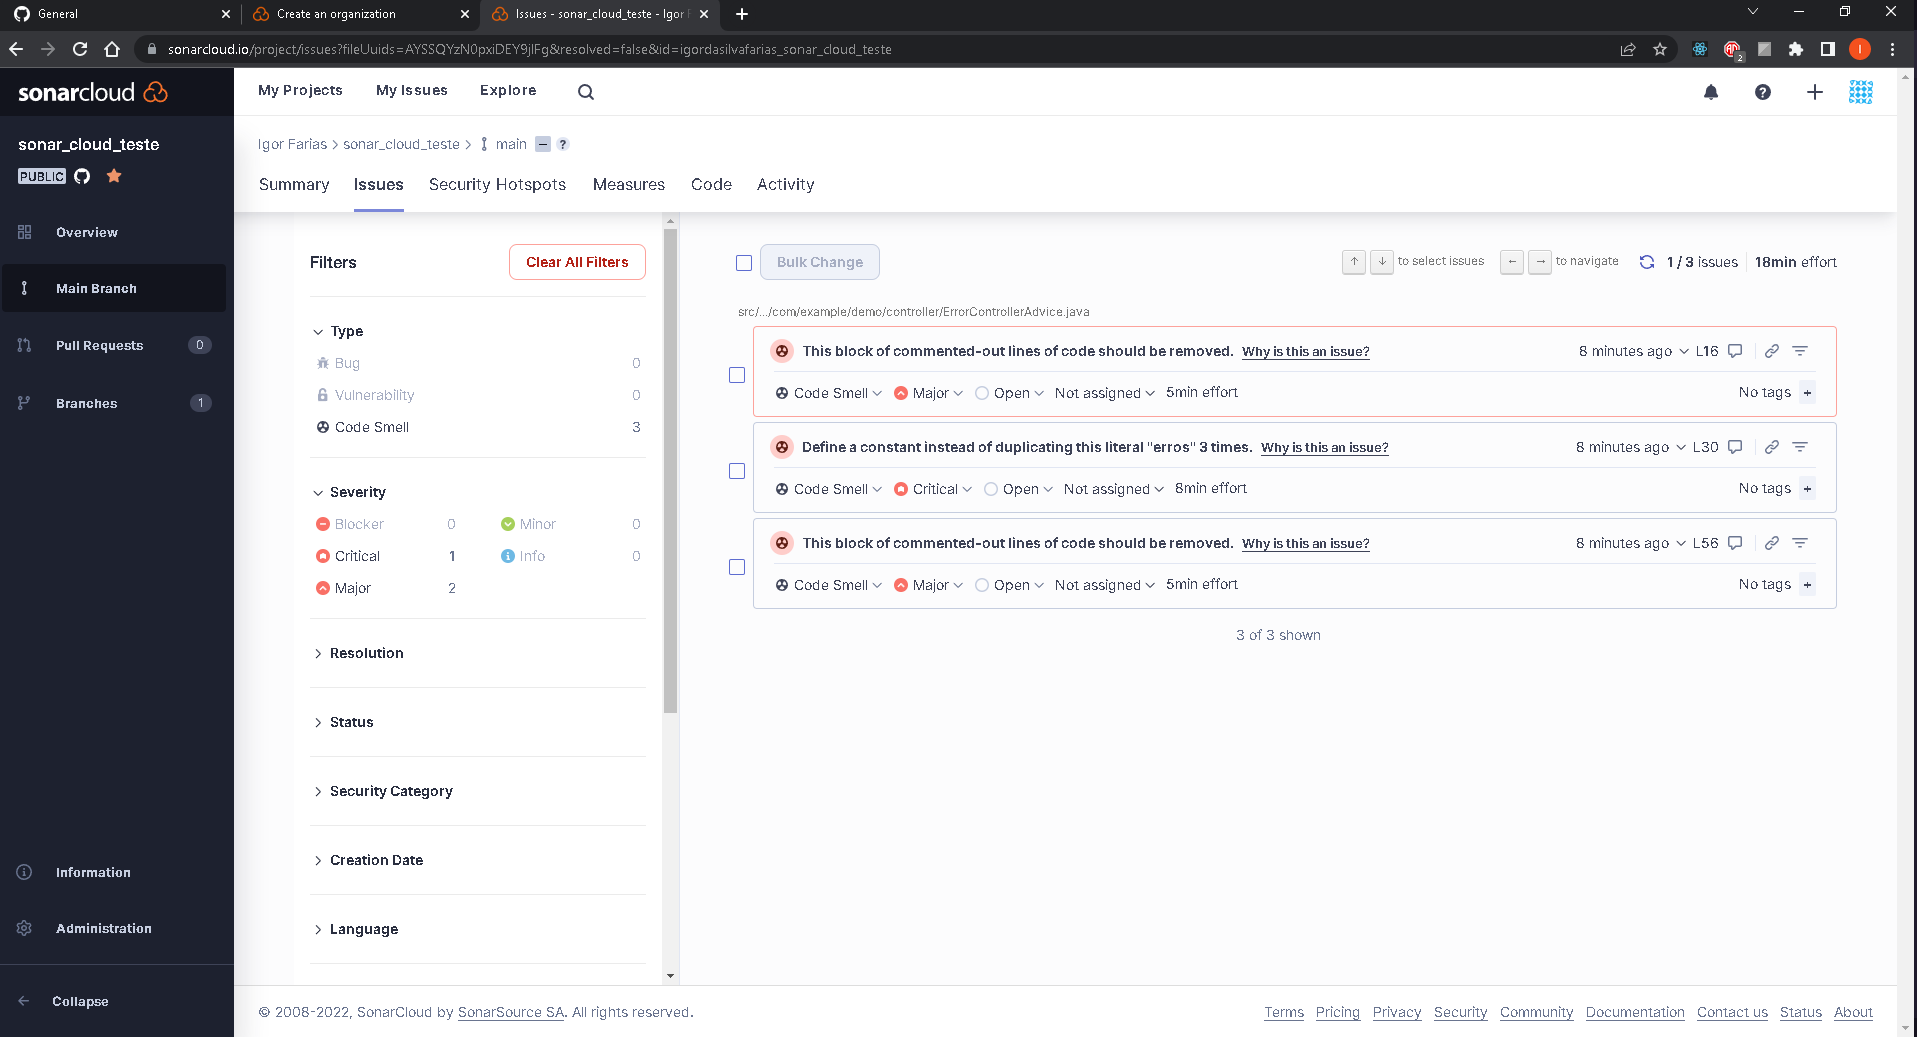 General
Create an organization
Issues - sonar_cloud_teste - Igor F
sonarcloud.io/project/issues?fileUuids=AYSSQYzN0pxiDEY9jlFg&resolved=false&id=igordasilvafarias_sonar_cloud_teste
2
I
sonarcloud
My Projects
My Issues
Explore
sonar_cloud_teste
PUBLIC
Igor Farias > sonar_cloud_teste > main
Summary
Issues
Security Hotspots
Measures
Code
Activity
Overview
Main Branch
Pull Requests 0
Branches 1
Information
Administration
Collapse
Filters
Clear All Filters
Type
Bug 0
Vulnerability 0
Code Smell 3
Severity
Blocker 0 Minor 0
Critical 1 Info 0
Major 2
Resolution
Status
Security Category
Creation Date
Language
Bulk Change
to select issues
to navigate
1 / 3 issues
18min effort
src/.../com/example/demo/controller/ErrorControllerAdvice.java
This block of commented-out lines of code should be removed. Why is this an issue? 8 minutes ago L16
Code Smell Major Open Not assigned 5min effort No tags +
Define a constant instead of duplicating this literal "erros" 3 times. Why is this an issue? 8 minutes ago L30
Code Smell Critical Open Not assigned 8min effort No tags +
This block of commented-out lines of code should be removed. Why is this an issue? 8 minutes ago L56
Code Smell Major Open Not assigned 5min effort No tags +
3 of 3 shown
© 2008-2022, SonarCloud by SonarSource SA. All rights reserved.
Terms Pricing Privacy Security Community Documentation Contact us Status About